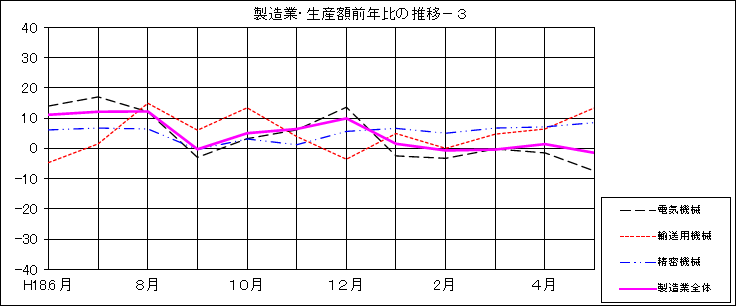 製造業・生産額前年比の推移－３
40
30
20
10
0
-10
-20
-30
-40
H18６月 ８月 １０月 １２月 ２月 ４月
電気機械
輸送用機械
精密機械
製造業全体